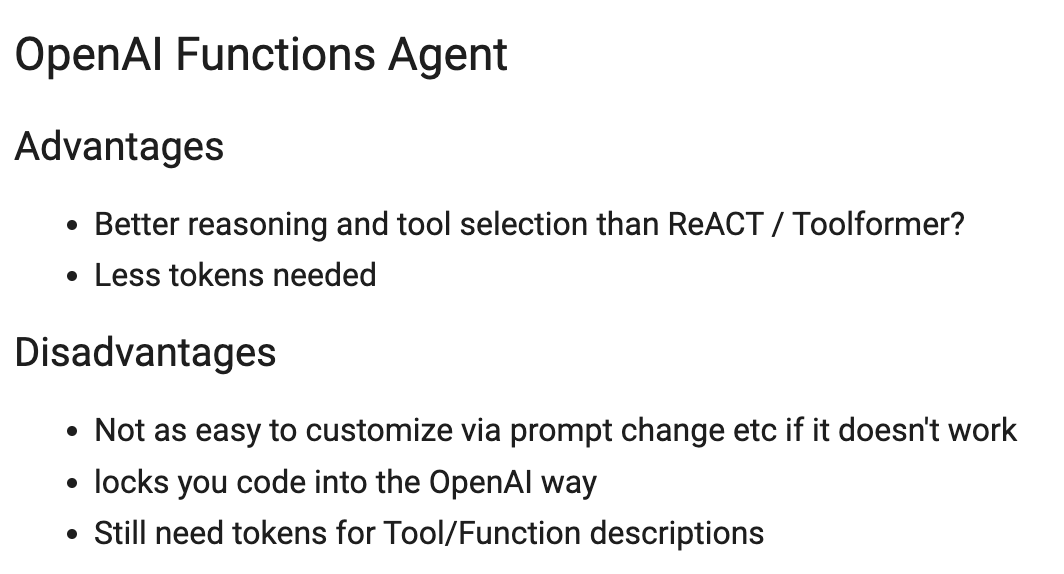 OpenAI Functions Agent
Advantages
• Better reasoning and tool selection than ReACT / Toolformer?
• Less tokens needed
Disadvantages
• Not as easy to customize via prompt change etc if it doesn't work
• locks you code into the OpenAI way
• Still need tokens for Tool/Function descriptions